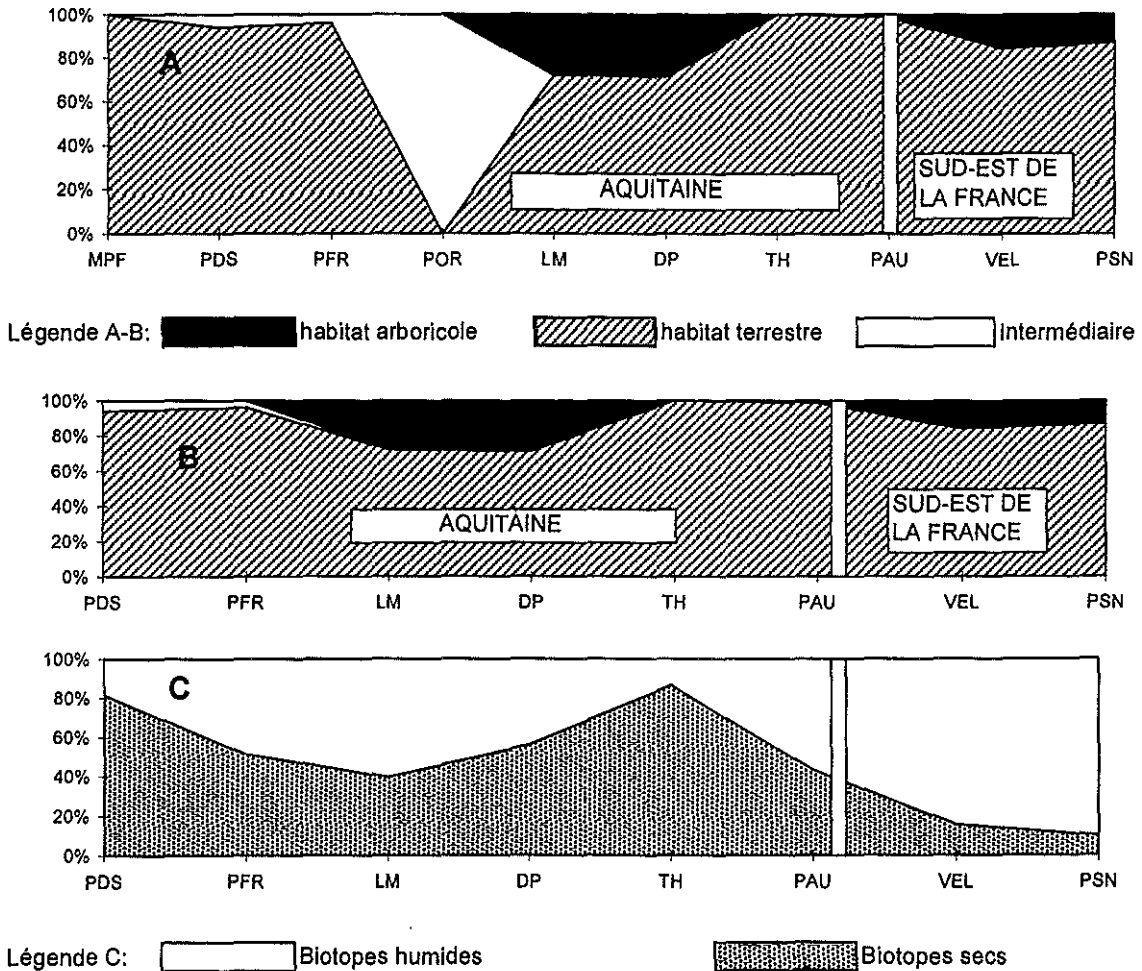 100%
A
80%
60%
40%
20%
0%
AQUITAINE
SUD-EST DE
LA FRANCE
MPF PDS PFR POR LM DP TH PAU VEL PSN
Légende A-B: habitat arboricole habitat terrestre Intermédiaire
100%
80%
B
60%
40%
20%
0%
AQUITAINE
SUD-EST DE
LA FRANCE
PDS PFR LM DP TH PAU VEL PSN
100%
C
80%
60%
40%
20%
0%
PDS PFR LM DP TH PAU VEL PSN
Légende C: Biotopes humides Biotopes secs